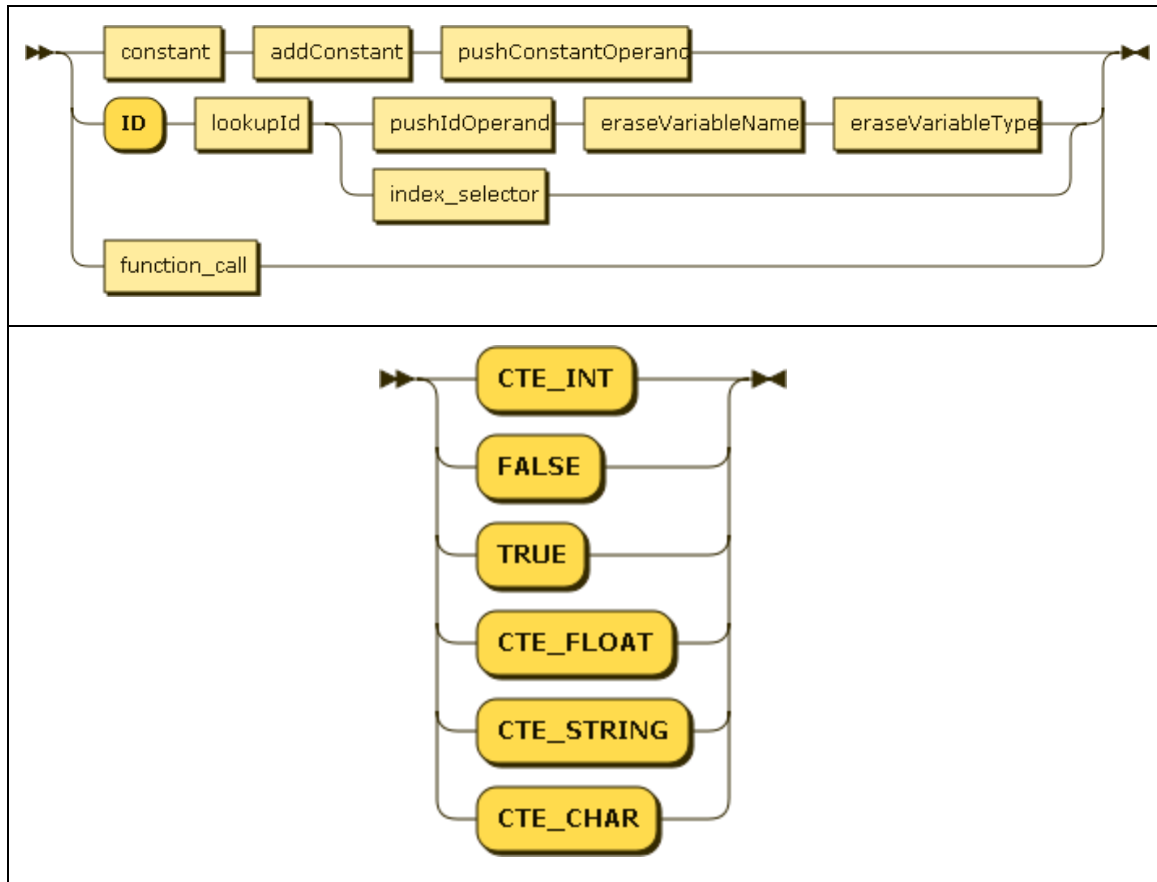 constant addConstant pushConstantOperand
ID lookupId pushIdOperand eraseVariableName eraseVariableType
index_selector
function_call
CTE_INT
FALSE
TRUE
CTE_FLOAT
CTE_STRING
CTE_CHAR